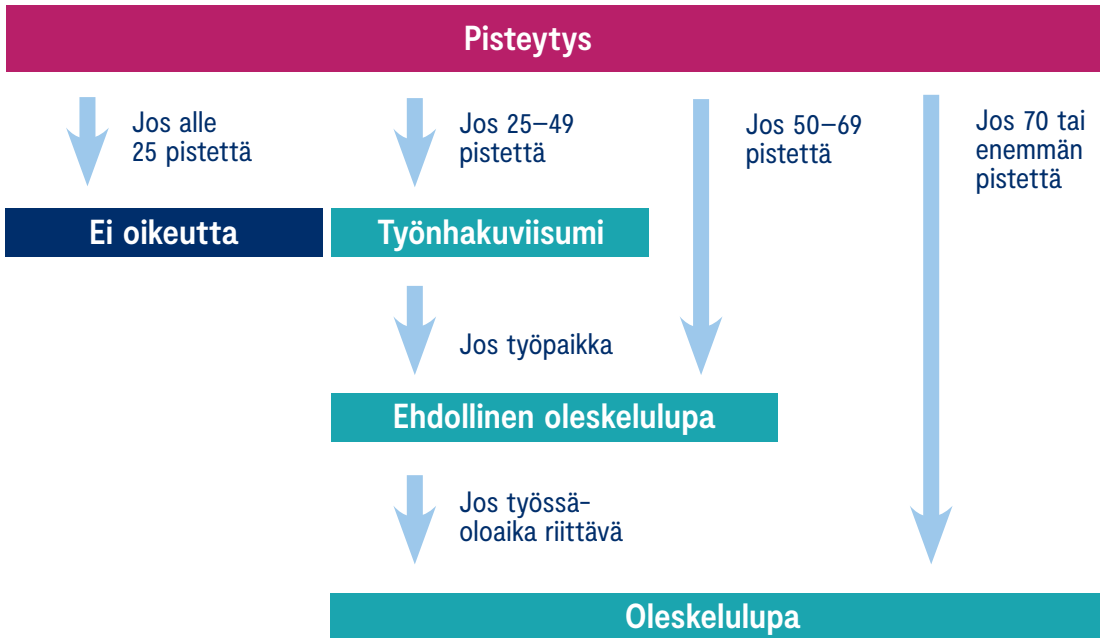 Pisteytys
Jos alle
25 pistettä
Jos 25–49
pistettä
Jos 50–69
pistettä
Jos 70 tai
enemmän
pistettä
Ei oikeutta
Työnhakuviisumi
Jos työpaikka
Ehdollinen oleskelulupa
Jos työssä-
oloaika riittävä
Oleskelulupa